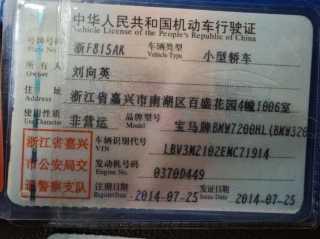 中华人民共和国机动车行驶证
Vehicle License of the People's Republic of China
号牌号码 浙F815AK 车辆类型 小型轿车
Plate No. Vehicle Type
所有人 刘向英
Owner
住址 浙江省嘉兴市南湖区百盛花园4幢1006室
Address
使用性质 非营运 品牌型号 宝马牌BMW7200HL(BMW320
浙江省嘉兴 车辆识别代号 LBV3M2102EMC71914
VIN
市公安局交 发动机号码 0370D449
Engine No.
巡警察支队 注册日期 2014-07-25 发证日期 2014-07-25
Register Date Issue Date